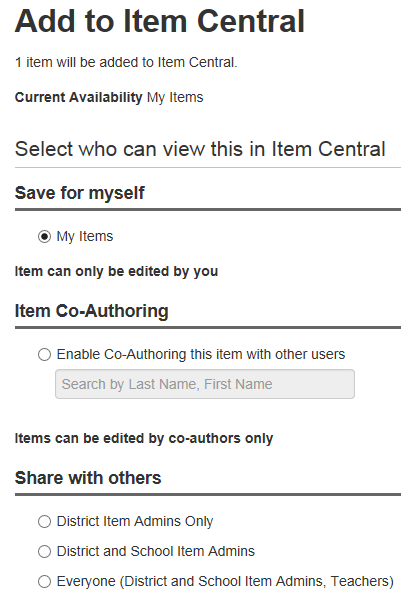 Add to Item Central
1 item will be added to Item Central.
Current Availability My Items
Select who can view this in Item Central
Save for myself
My Items
Item can only be edited by you
Item Co-Authoring
Enable Co-Authoring this item with other users
Search by Last Name, First Name
Items can be edited by co-authors only
Share with others
District Item Admins Only
District and School Item Admins
Everyone (District and School Item Admins, Teachers)